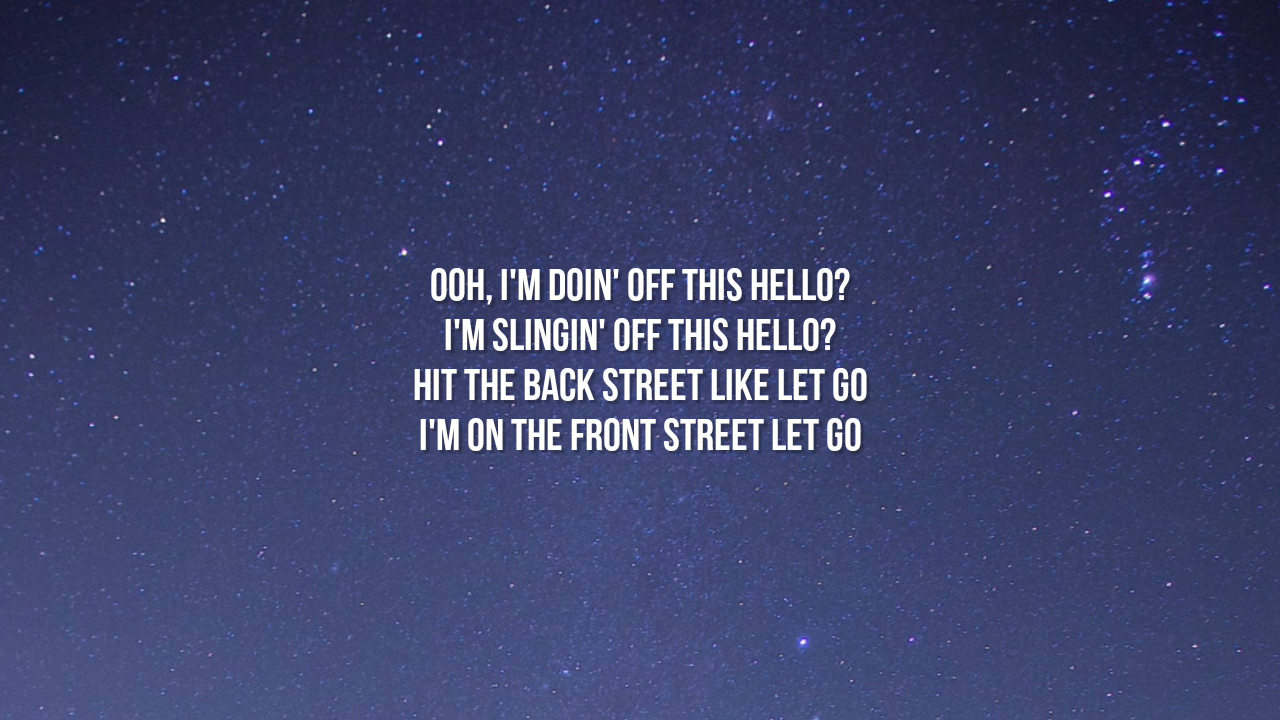 OOH, I'M DOIN' OFF THIS HELLO?
I'M SLINGIN' OFF THIS HELLO?
HIT THE BACK STREET LIKE LET GO
I'M ON THE FRONT STREET LET GO